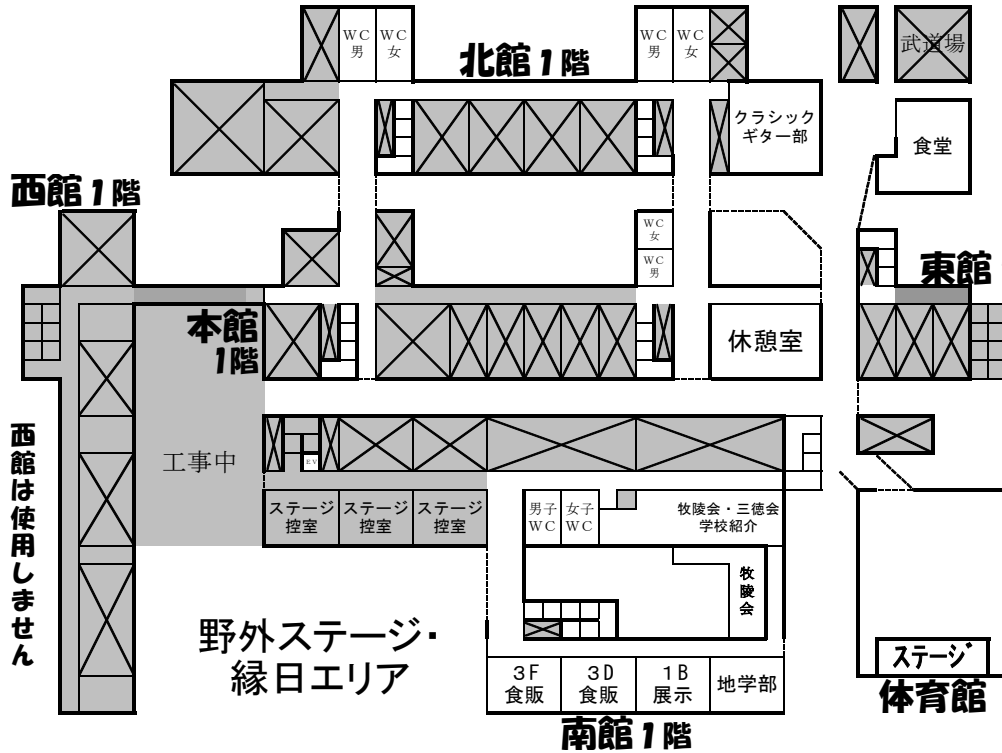 WC
男
WC
女
北館1階
WC
男
WC
女
武道場
クラシック
ギター部
食堂
西館1階
WC
女
WC
男
東館
本館
1階
休憩室
西館は使用しません
工事中
EV
ステージ
控室
ステージ
控室
ステージ
控室
男子
WC
女子
WC
牧陵会・三徳会
学校紹介
牧陵会
野外ステージ・
縁日エリア
3F
食販
3D
食販
1B
展示
地学部
ステージ
体育館
南館1階